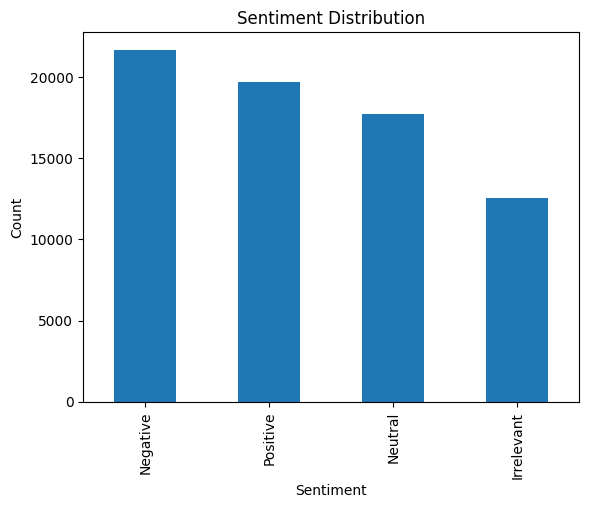 Sentiment Distribution
Count
20000
15000
10000
5000
0
Negative
Positive
Neutral
Irrelevant
Sentiment